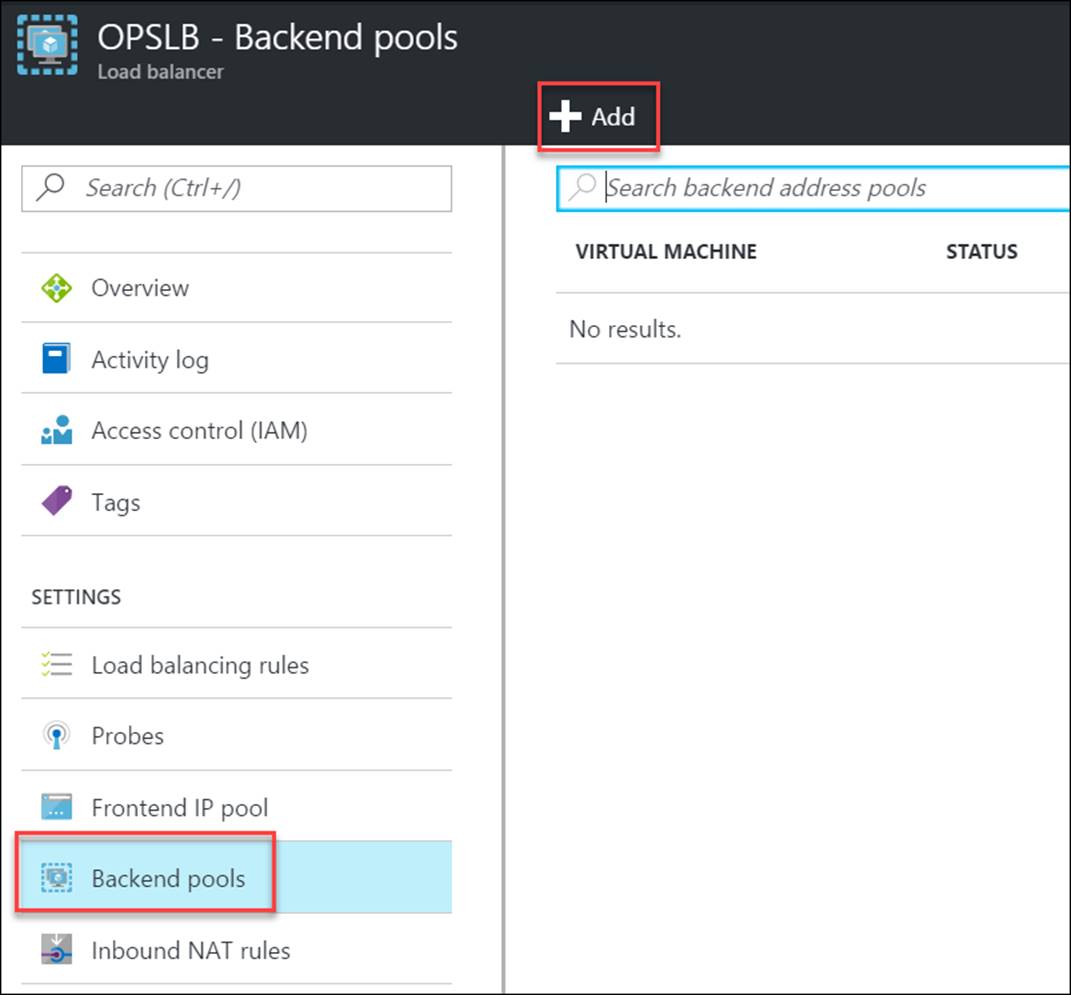 OPSLB - Backend pools
Load balancer
Add
Search (Ctrl+/)
Search backend address pools
VIRTUAL MACHINE STATUS
No results.
Overview
Activity log
Access control (IAM)
Tags
SETTINGS
Load balancing rules
Probes
Frontend IP pool
Backend pools
Inbound NAT rules